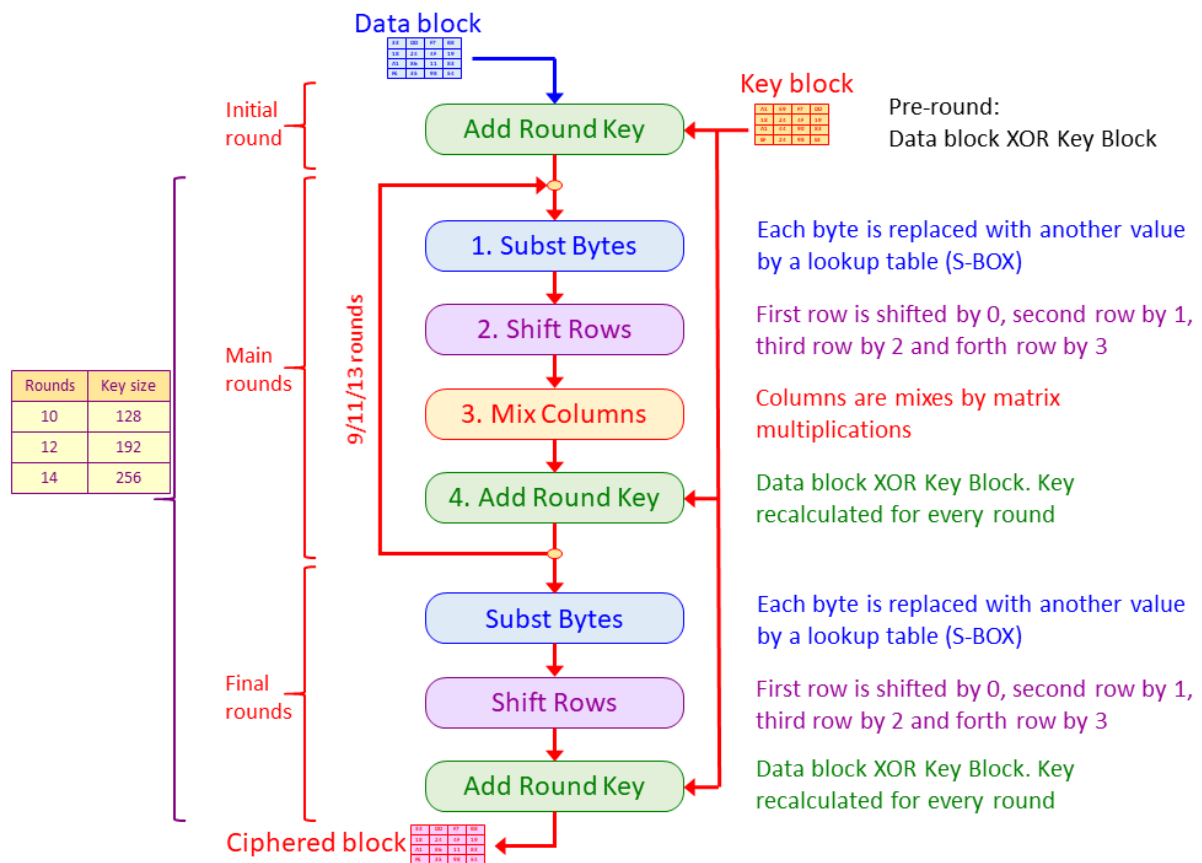 Data block
Key block
Initial
round
Add Round Key
Pre-round:
Data block XOR Key Block
1. Subst Bytes
Each byte is replaced with another value
by a lookup table (S-BOX)
2. Shift Rows
First row is shifted by 0, second row by 1,
third row by 2 and forth row by 3
9/11/13 rounds
Main
rounds
Rounds Key size
10 128
12 192
14 256
3. Mix Columns
Columns are mixes by matrix
multiplications
4. Add Round Key
Data block XOR Key Block. Key
recalculated for every round
Subst Bytes
Each byte is replaced with another value
by a lookup table (S-BOX)
Final
rounds
Shift Rows
First row is shifted by 0, second row by 1,
third row by 2 and forth row by 3
Add Round Key
Data block XOR Key Block. Key
recalculated for every round
Ciphered block